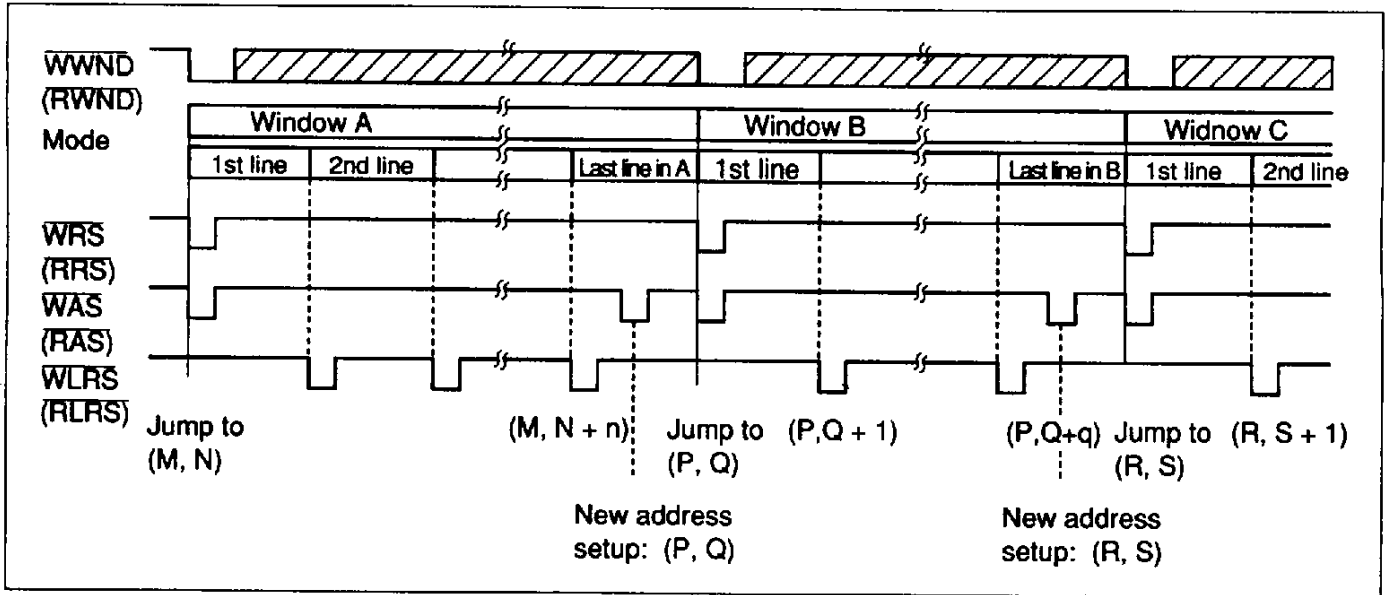 WWND
(RWND)
Mode
Window A Window B Widnow C
1st line 2nd line Last line in A 1st line Last line in B 1st line 2nd line
WRS
(RRS)
WAS
(RAS)
WLRS
(RLRS)
Jump to
(M, N)
(M, N + n)
Jump to
(P, Q)
(P,Q + 1)
(P,Q+q)
Jump to
(R, S)
(R, S + 1)
New address
setup: (P, Q)
New address
setup: (R, S)